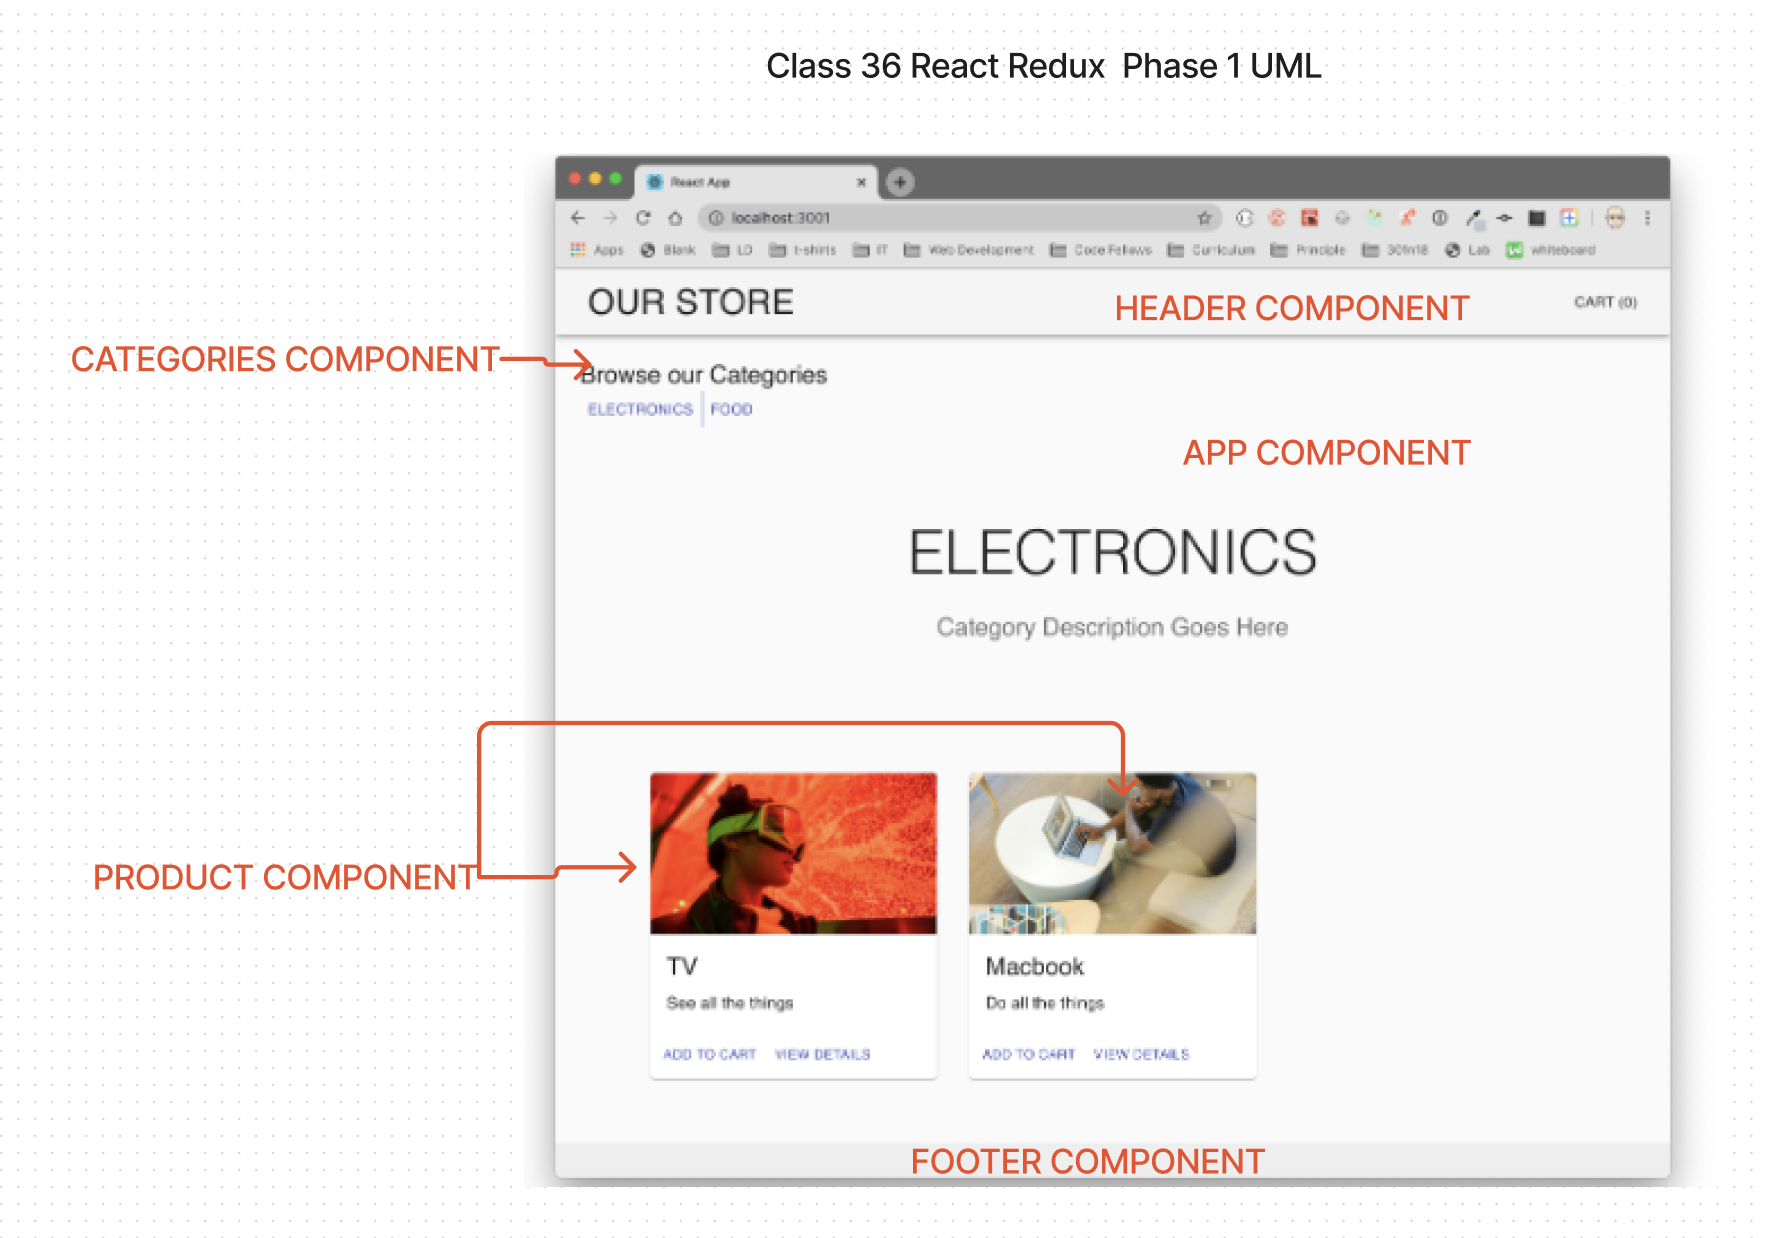 Class 36 React Redux Phase 1 UML
React App
localhost:3001
Apps Blank LD t-shirts IT Web Development Code Fellows Curriculum Principle 301n18 Lab whiteboard
OUR STORE HEADER COMPONENT CART (0)
CATEGORIES COMPONENT
Browse our Categories
ELECTRONICS FOOD
APP COMPONENT
ELECTRONICS
Category Description Goes Here
PRODUCT COMPONENT
TV Macbook
See all the things Do all the things
ADD TO CART VIEW DETAILS ADD TO CART VIEW DETAILS
FOOTER COMPONENT